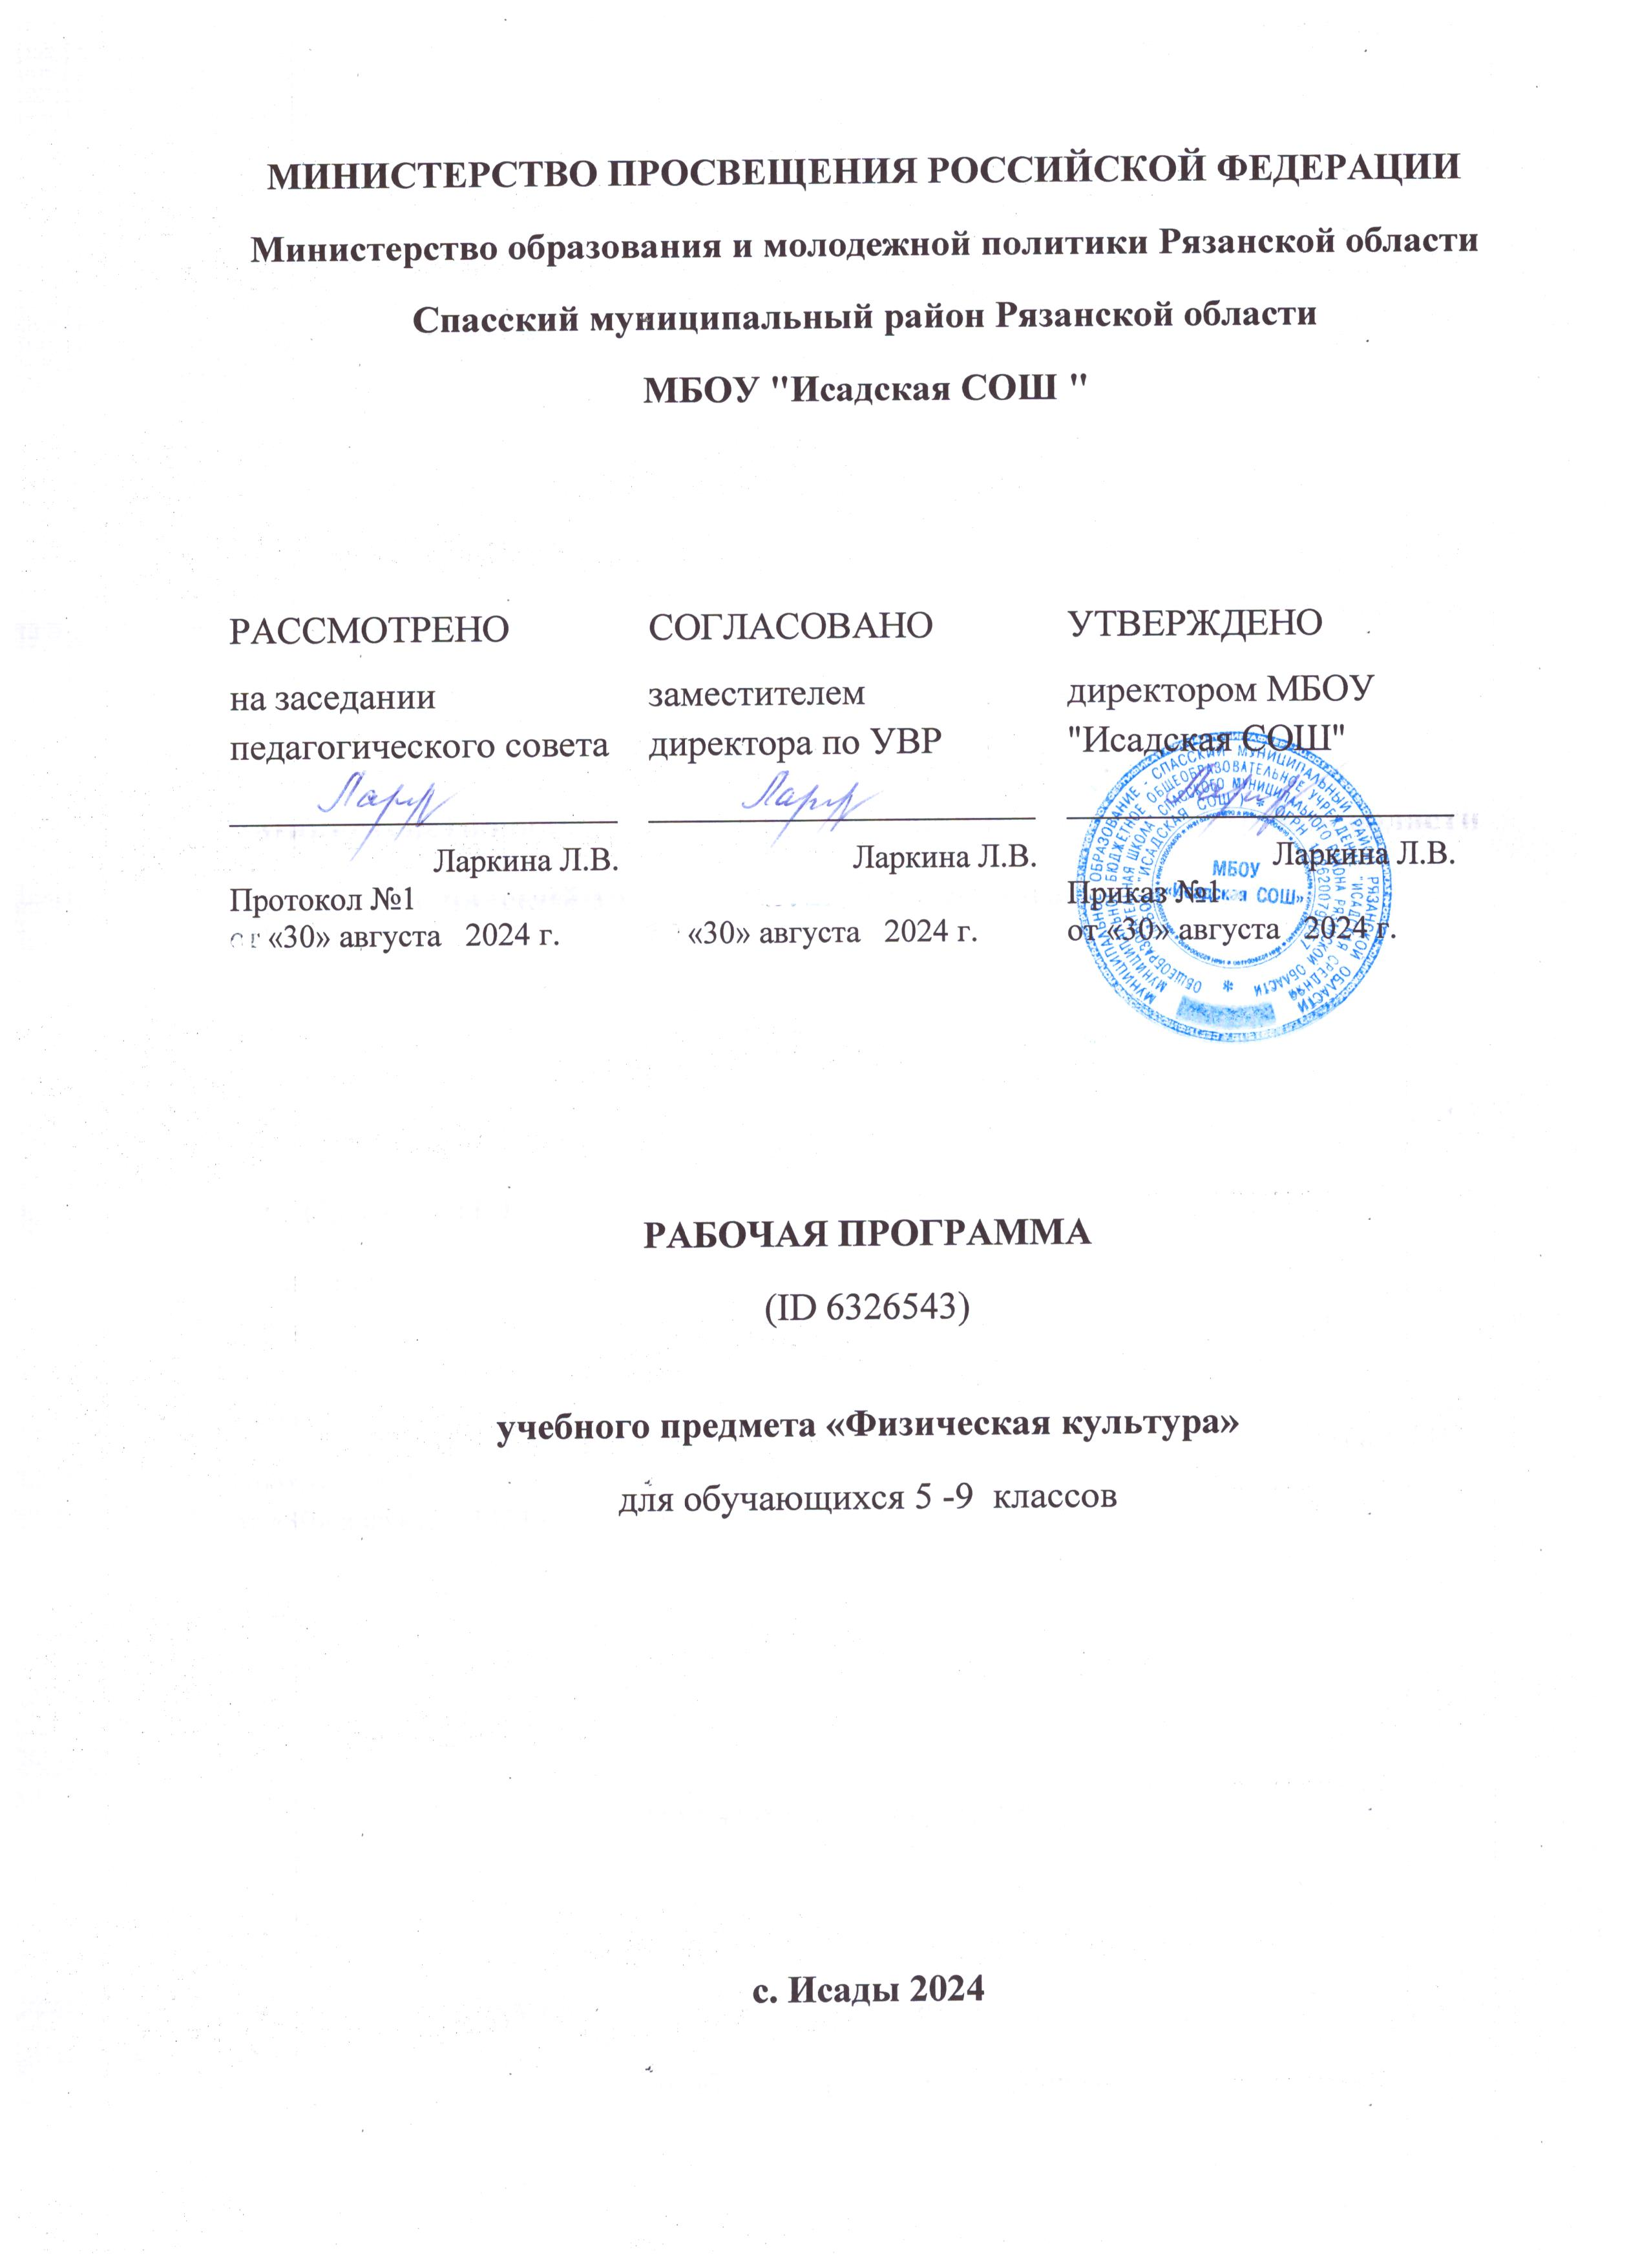 МИНИСТЕРСТВО ПРОСВЕЩЕНИЯ РОССИЙСКОЙ ФЕДЕРАЦИИ
Министерство образования и молодежной политики Рязанской области
Спасский муниципальный район Рязанской области
МБОУ "Исадская СОШ "
РАССМОТРЕНО
на заседании
педагогического совета
Ларкина Л.В.
Протокол №1
от «30» августа 2024 г.
СОГЛАСОВАНО
заместителем
директора по УВР
Ларкина Л.В.
«30» августа 2024 г.
УТВЕРЖДЕНО
директором МБОУ
"Исадская СОШ"
Ларкина Л.В.
Приказ №1
от «30» августа 2024 г.
МБОУ
«Исадская СОШ»
РАБОЧАЯ ПРОГРАММА
(ID 6326543)
учебного предмета «Физическая культура»
для обучающихся 5 -9 классов
с. Исады 2024